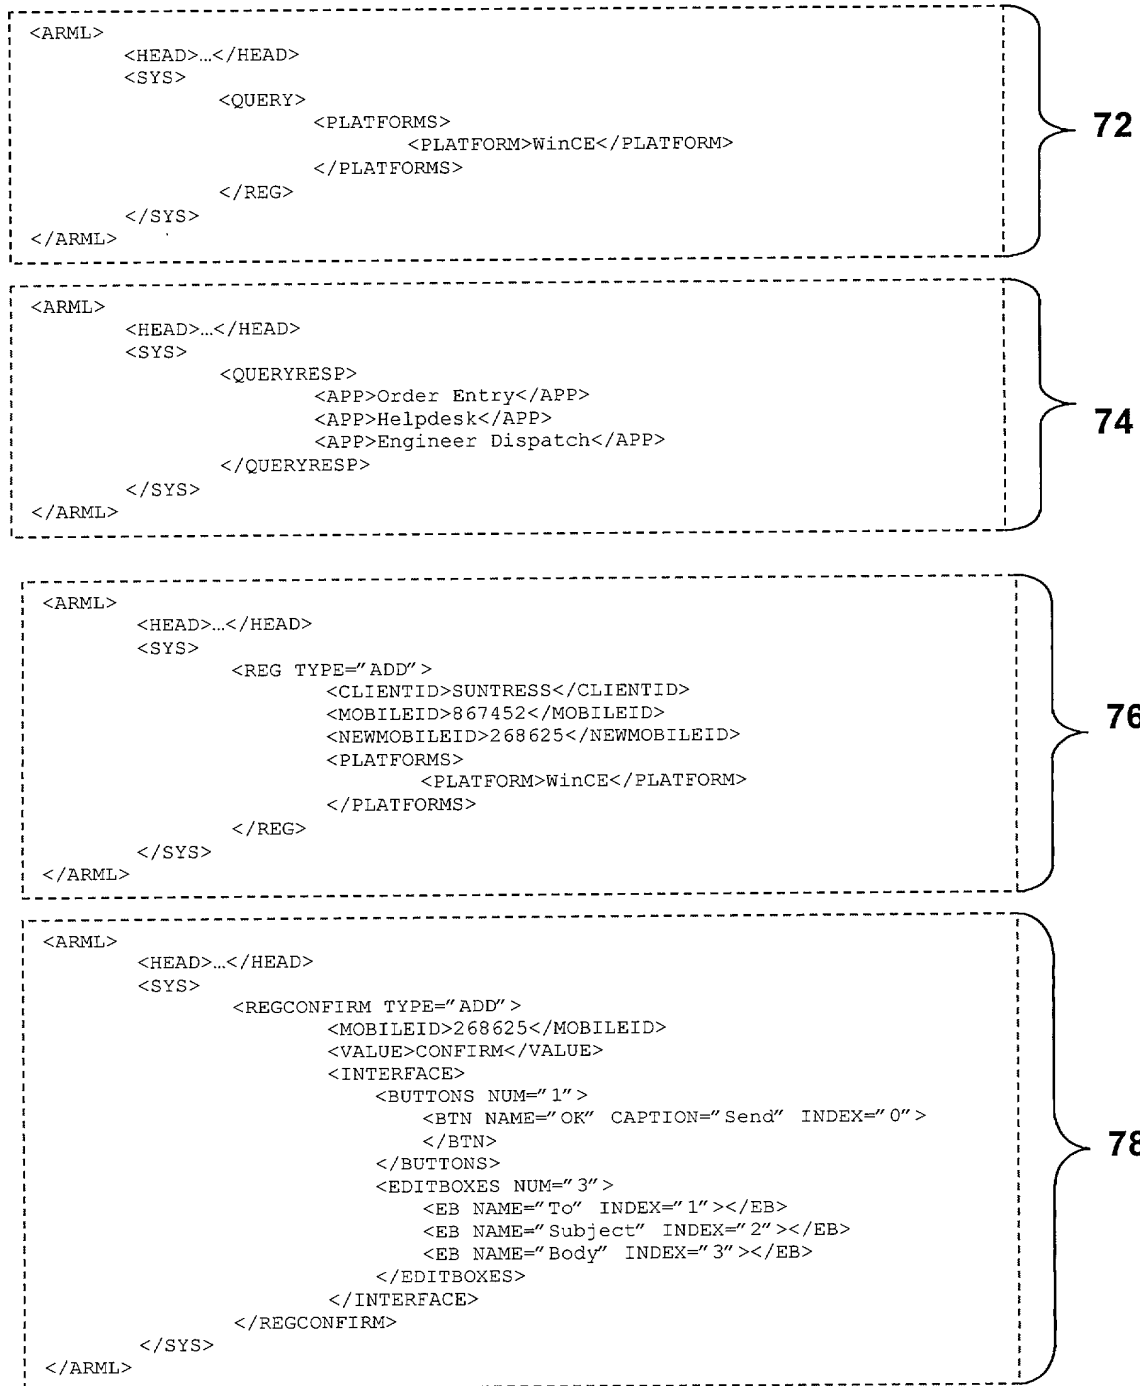 <ARML>
<HEAD>…</HEAD>
<SYS>
<QUERY>
<PLATFORMS>
<PLATFORM>WinCE</PLATFORM>
</PLATFORMS>
</REG>
</SYS>
</ARML>
72
<ARML>
<HEAD>…</HEAD>
<SYS>
<QUERYRESP>
<APP>Order Entry</APP>
<APP>Helpdesk</APP>
<APP>Engineer Dispatch</APP>
</QUERYRESP>
</SYS>
</ARML>
74
<ARML>
<HEAD>…</HEAD>
<SYS>
<REG TYPE="ADD">
<CLIENTID>SUNTRESS</CLIENTID>
<MOBILEID>867452</MOBILEID>
<NEWMOBILEID>268625</NEWMOBILEID>
<PLATFORMS>
<PLATFORM>WinCE</PLATFORM>
</PLATFORMS>
</REG>
</SYS>
</ARML>
76
<ARML>
<HEAD>…</HEAD>
<SYS>
<REGCONFIRM TYPE="ADD">
<MOBILEID>268625</MOBILEID>
<VALUE>CONFIRM</VALUE>
<INTERFACE>
<BUTTONS NUM="1">
<BTN NAME="OK" CAPTION="Send" INDEX="0">
</BTN>
</BUTTONS>
<EDITBOXES NUM="3">
<EB NAME="To" INDEX="1"></EB>
<EB NAME="Subject" INDEX="2"></EB>
<EB NAME="Body" INDEX="3"></EB>
</EDITBOXES>
</INTERFACE>
</REGCONFIRM>
</SYS>
</ARML>
78